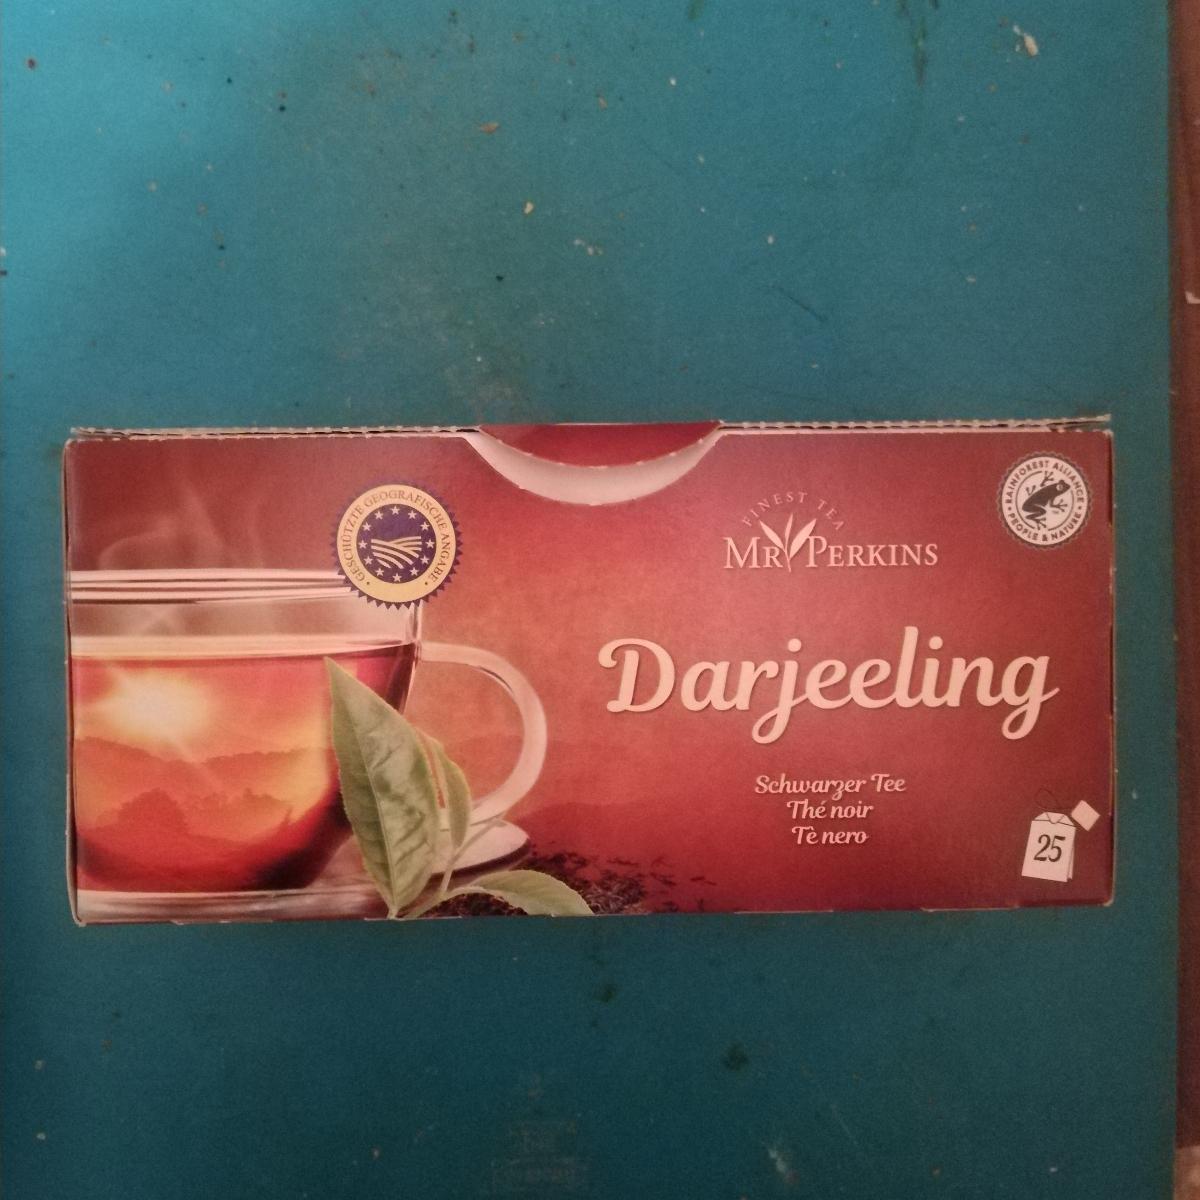 GESCHÜTZTE GEOGRAFISCHE ANGABE
FINEST TEA
MR PERKINS
RAINFOREST ALLIANCE
PEOPLE & NATURE
Darjeeling
Schwarzer Tee
Thé noir
Tè nero
25